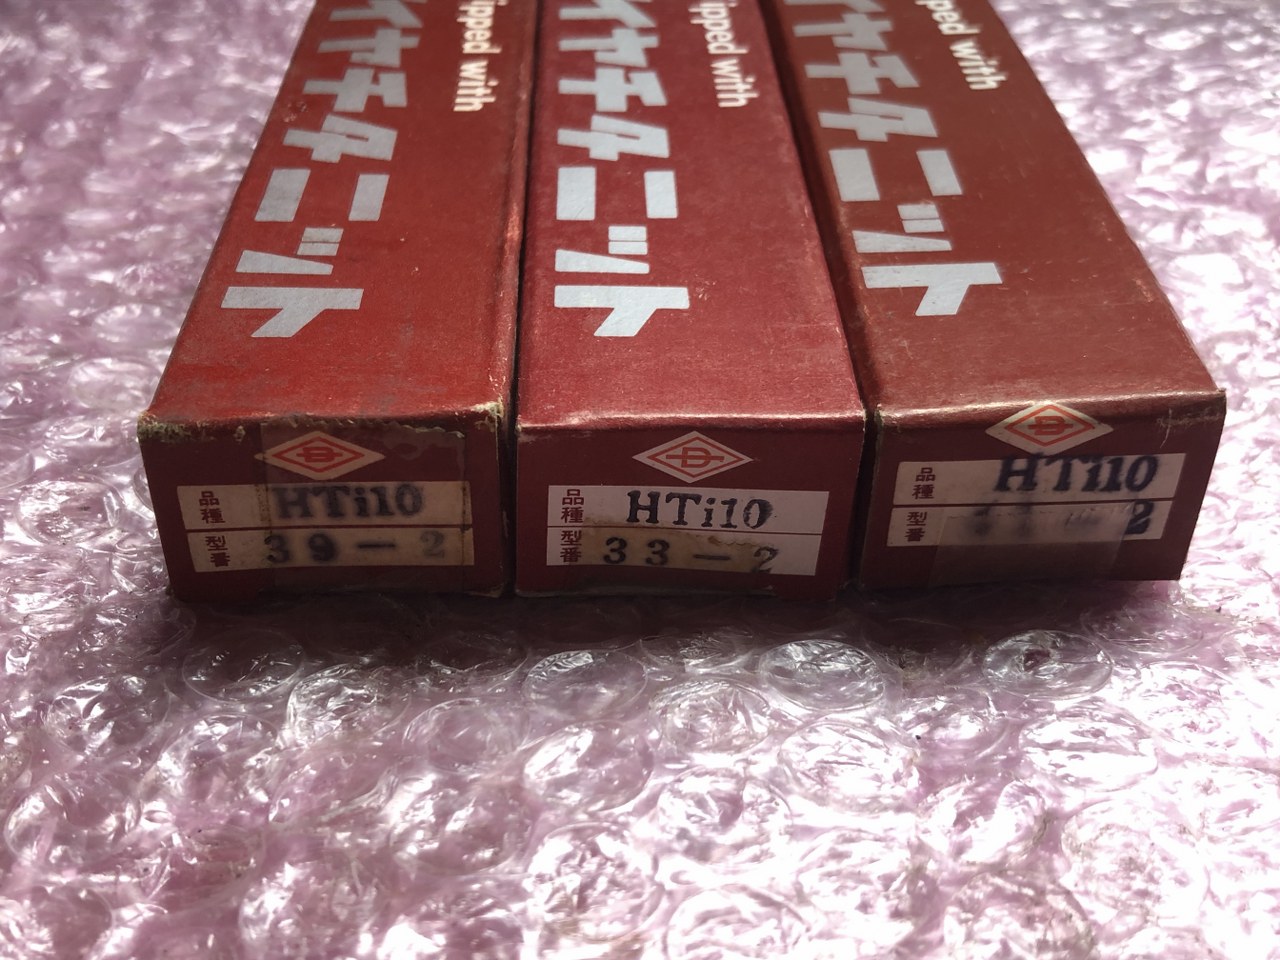 イヤチタニット
ipped with
イヤチタニット
ipped with
イヤチタニット
pped with
品種 HTi10
型番 39-2
品種 HTi10
型番 33-2
品種 HTi10
型番 -2